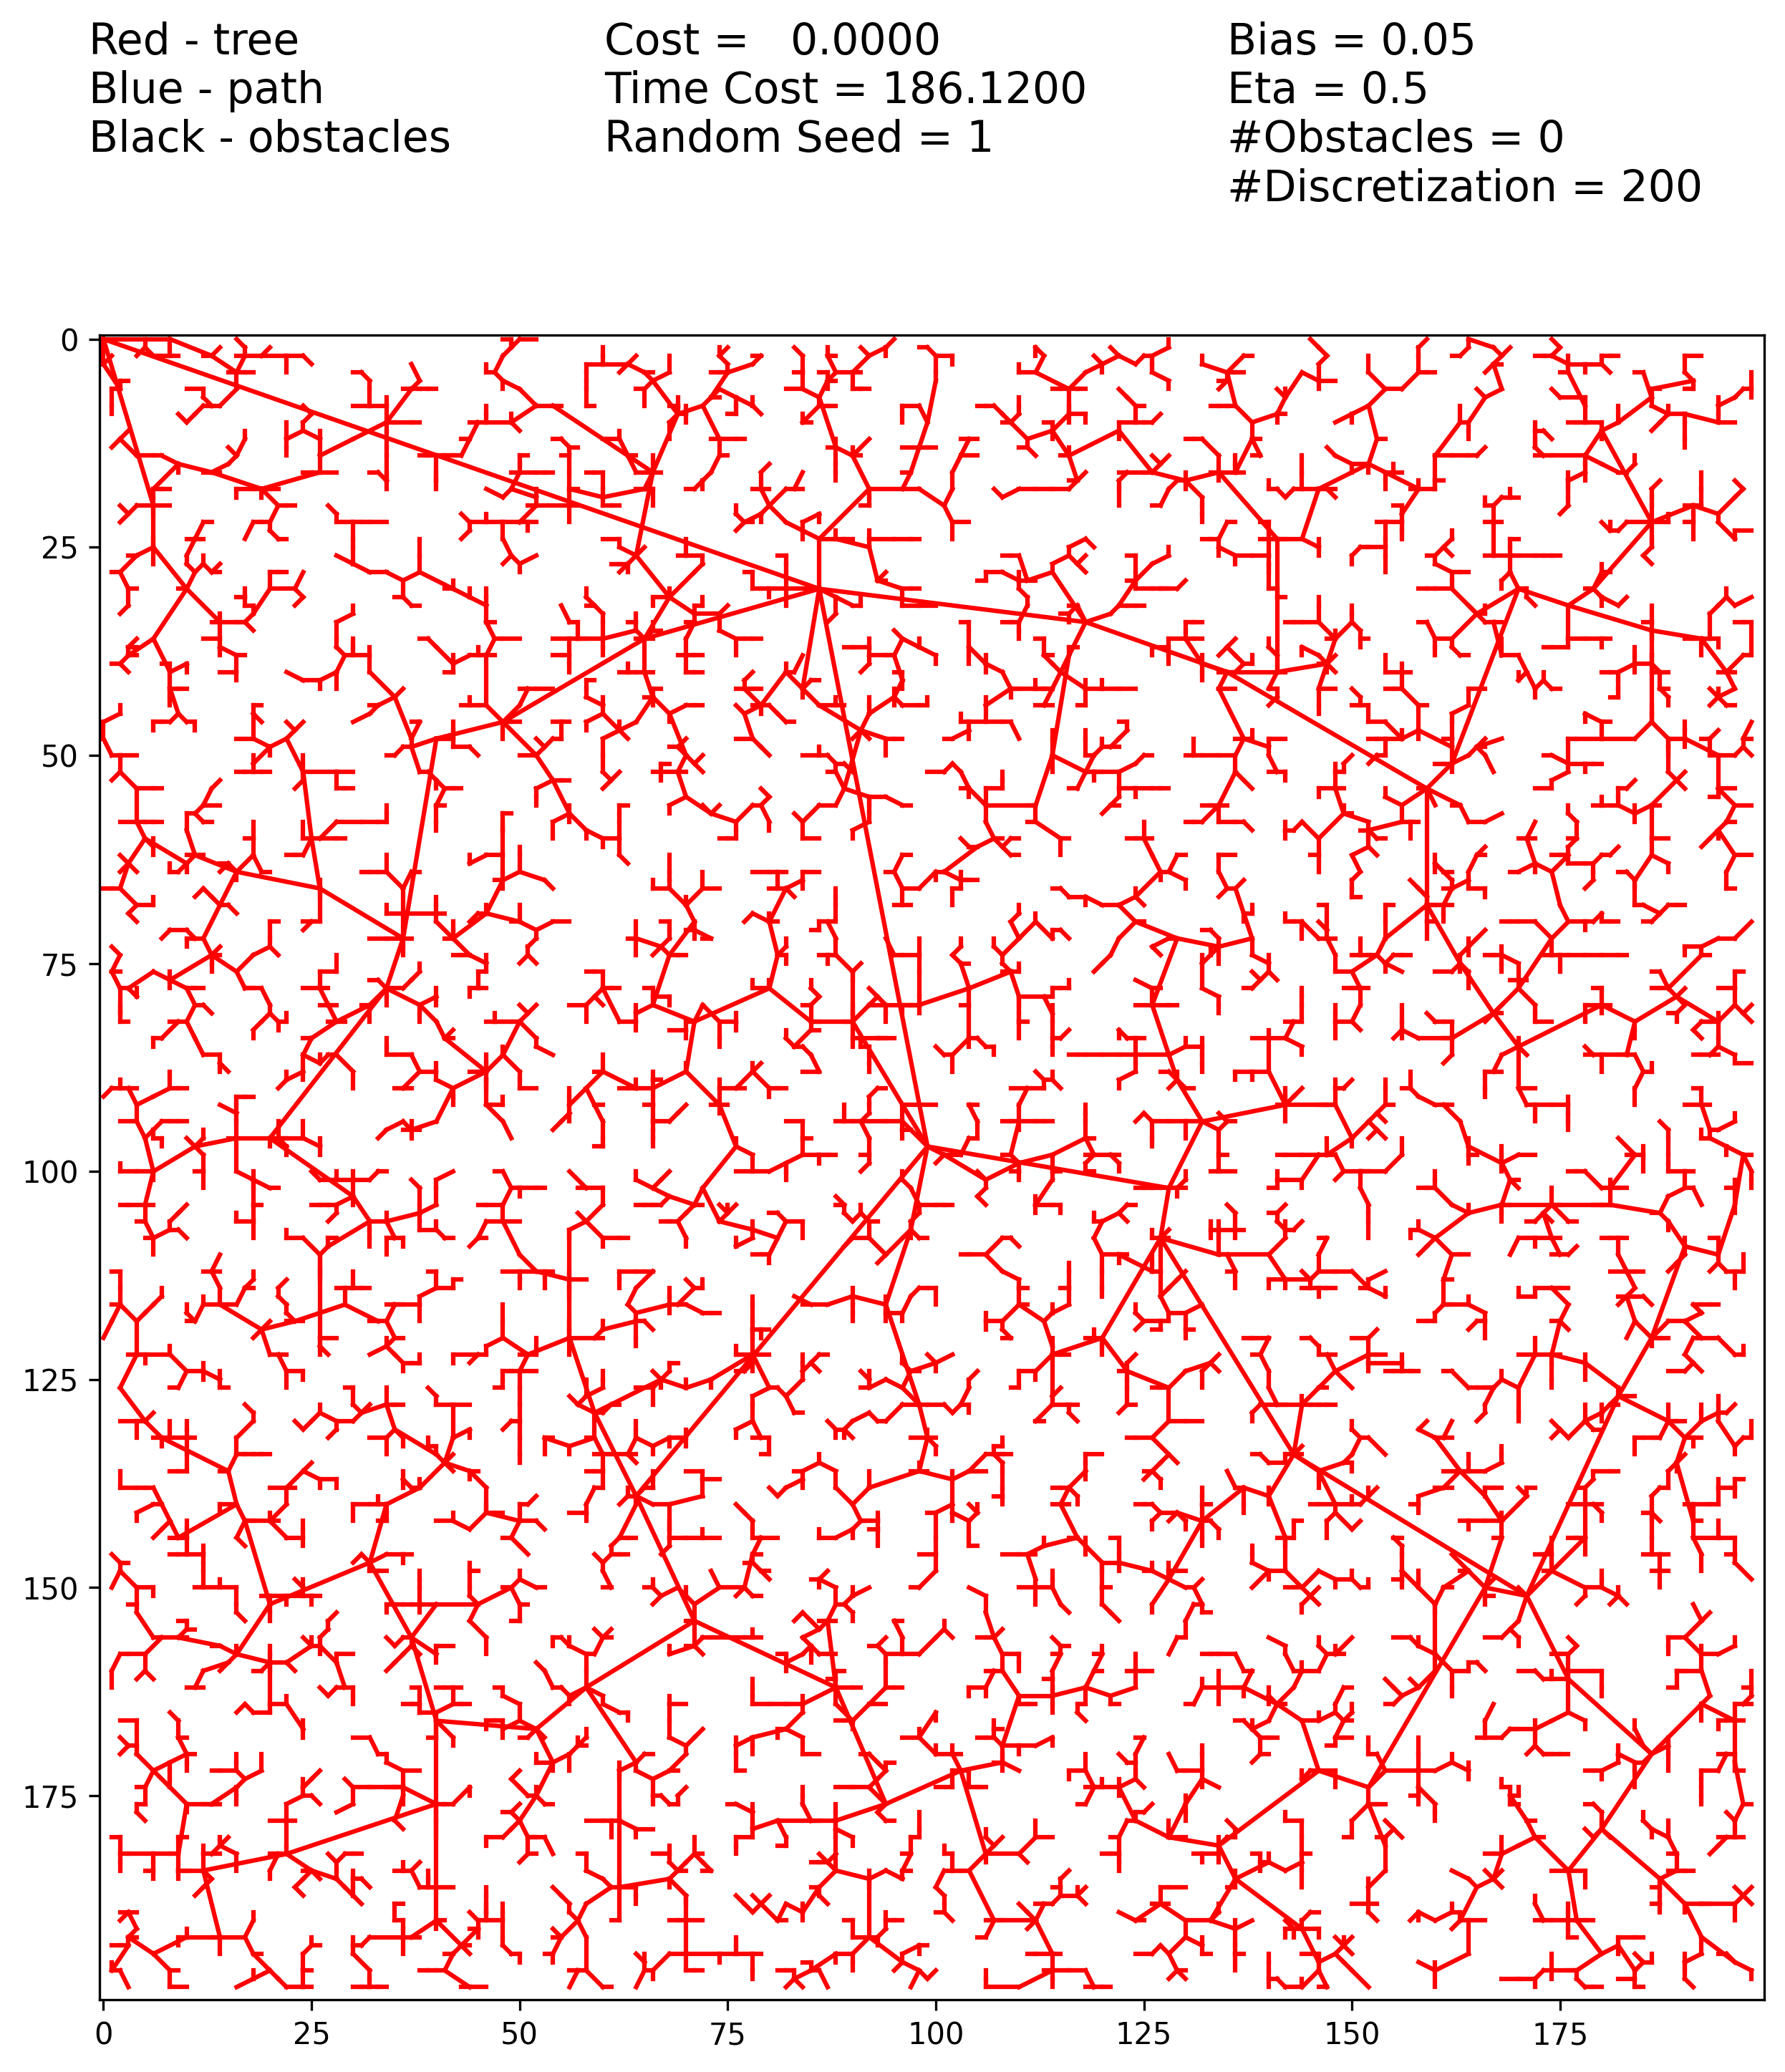 Red - tree
Blue - path
Black - obstacles
Cost =   0.0000
Time Cost = 186.1200
Random Seed = 1
Bias = 0.05
Eta = 0.5
#Obstacles = 0
#Discretization = 200
0
25
50
75
100
125
150
175
0 25 50 75 100 125 150 175